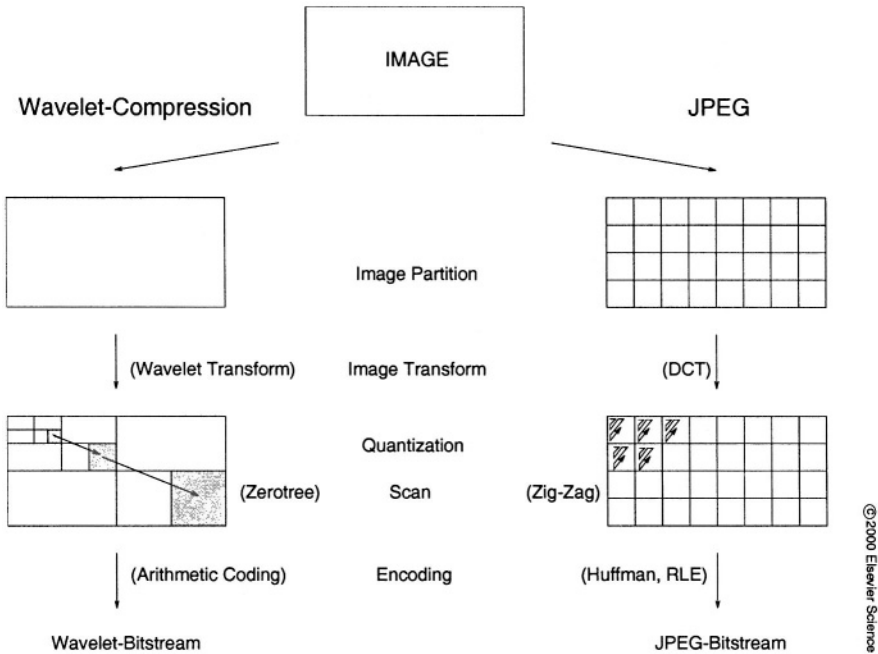 IMAGE
Wavelet-Compression
JPEG
Image Partition
(Wavelet Transform)
Image Transform
(DCT)
Quantization
(Zerotree)
Scan
(Zig-Zag)
(Arithmetic Coding)
Encoding
(Huffman, RLE)
Wavelet-Bitstream
JPEG-Bitstream
©2000 Elsevier Science